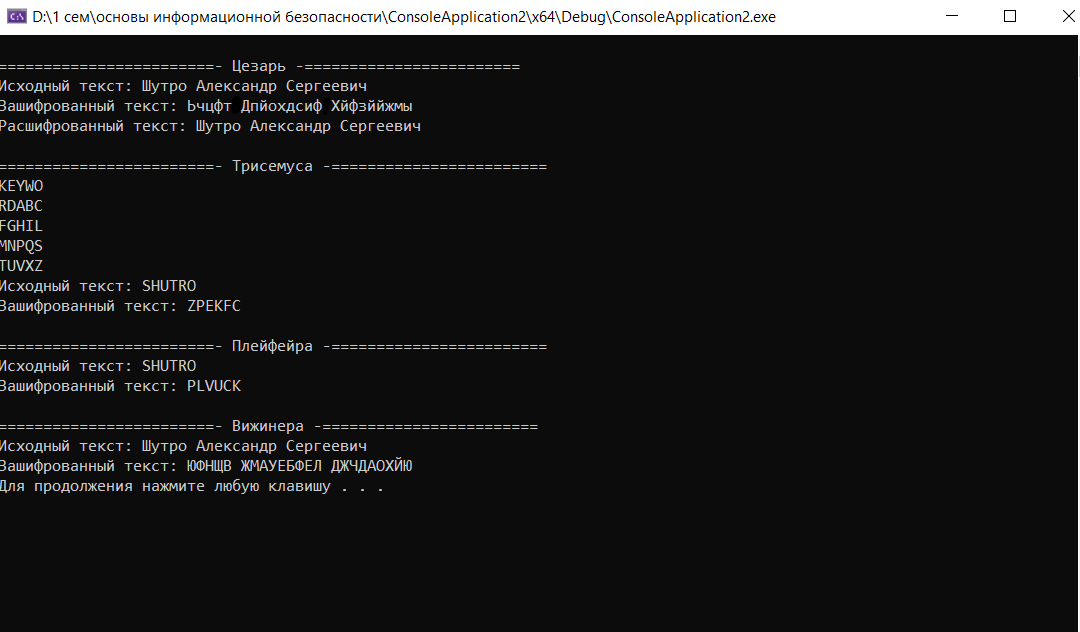 D:\1 сем\основы информационной безопасности\ConsoleApplication2\x64\Debug\ConsoleApplication2.exe
========================- Цезарь -========================
Исходный текст: Шутро Александр Сергеевич
Зашифрованный текст: Ьчцфт Дпйохдсиф Хйфзййжмы
Расшифрованный текст: Шутро Александр Сергеевич
========================- Трисемуса -========================
KEYWO
RDABC
FGHIL
MNPQS
TUVXZ
Исходный текст: SHUTRO
Зашифрованный текст: ZPEKFC
========================- Плейфейра -========================
Исходный текст: SHUTRO
Зашифрованный текст: PLVUCK
========================- Вижинера -========================
Исходный текст: Шутро Александр Сергеевич
Зашифрованный текст: ЮФНЩВ ЖМАУЕБФЕЛ ДЖЧДАОХЙЮ
Для продолжения нажмите любую клавишу . . .